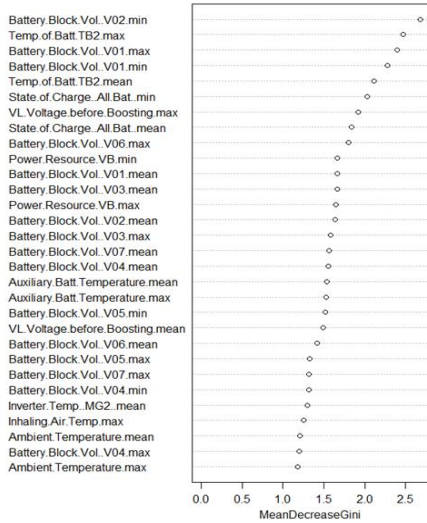 Battery.Block.Vol..V02.min
Temp.of.Batt.TB2.max
Battery.Block.Vol..V01.max
Battery.Block.Vol..V01.min
Temp.of.Batt.TB2.mean
State.of.Charge..All.Bat..min
VL.Voltage.before.Boosting.max
State.of.Charge..All.Bat..mean
Battery.Block.Vol..V06.max
Power.Resource.VB.min
Battery.Block.Vol..V01.mean
Battery.Block.Vol..V03.mean
Power.Resource.VB.max
Battery.Block.Vol..V02.mean
Battery.Block.Vol..V03.max
Battery.Block.Vol..V07.mean
Battery.Block.Vol..V04.mean
Auxiliary.Batt.Temperature.mean
Auxiliary.Batt.Temperature.max
Battery.Block.Vol..V05.min
VL.Voltage.before.Boosting.mean
Battery.Block.Vol..V06.mean
Battery.Block.Vol..V05.max
Battery.Block.Vol..V07.max
Battery.Block.Vol..V04.min
Inverter.Temp..MG2..mean
Inhaling.Air.Temp.max
Ambient.Temperature.mean
Battery.Block.Vol..V04.max
Ambient.Temperature.max
0.0 0.5 1.0 1.5 2.0 2.5
MeanDecreaseGini